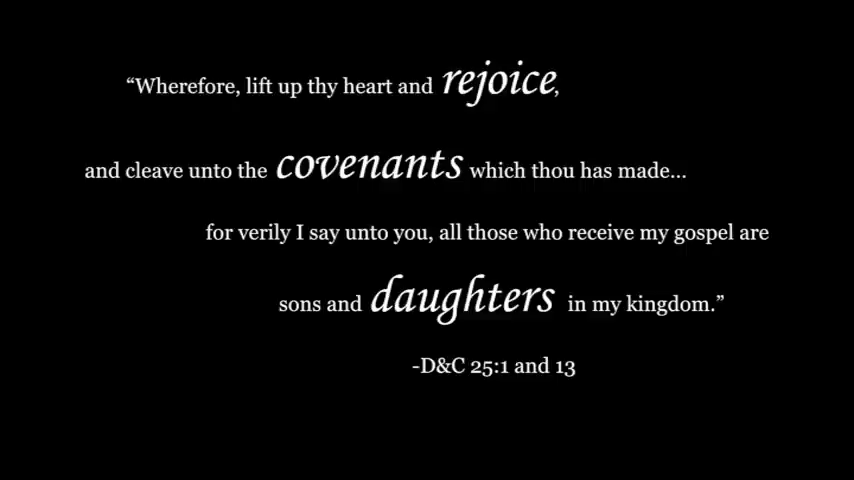 “Wherefore, lift up thy heart and rejoice,
and cleave unto the covenants which thou has made...
for verily I say unto you, all those who receive my gospel are
sons and daughters in my kingdom.”
-D&C 25:1 and 13